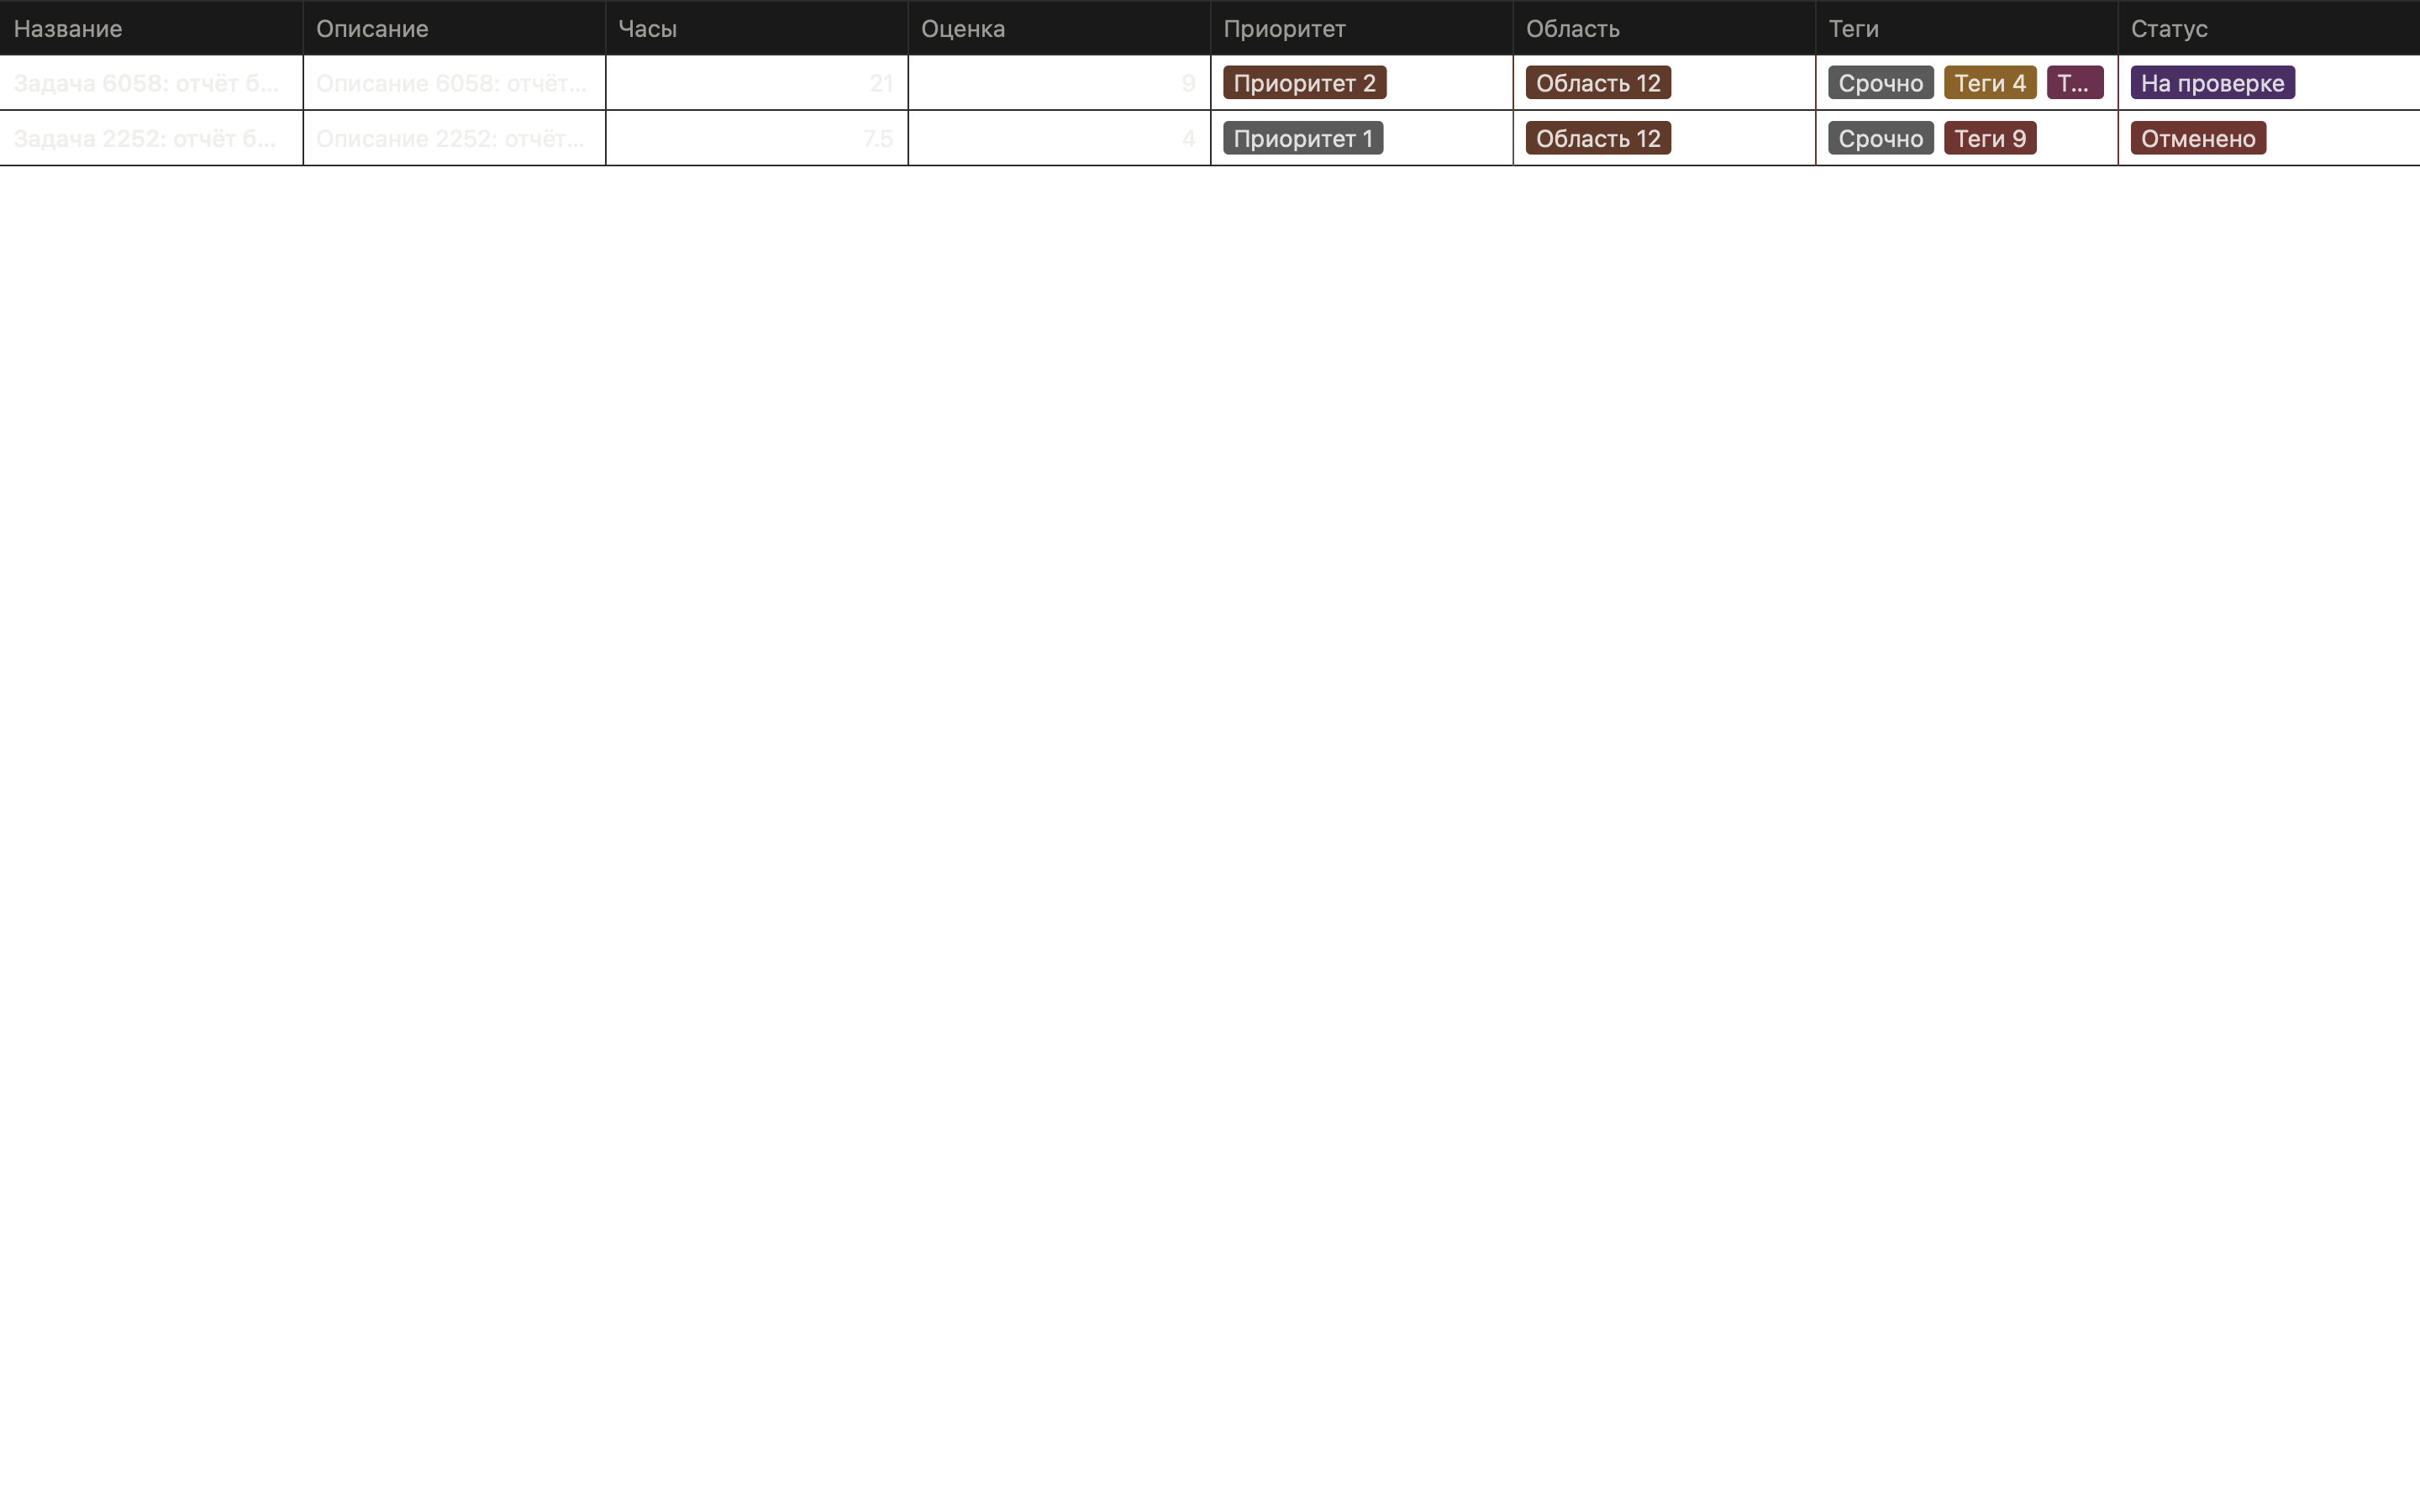 Название Описание Часы Оценка Приоритет Область Теги Статус
Задача 6058: отчёт б... Описание 6058: отчёт... 21 9 Приоритет 2 Область 12 Срочно Теги 4 Т... На проверке
Задача 2252: отчёт б... Описание 2252: отчёт... 7.5 4 Приоритет 1 Область 12 Срочно Теги 9 Отменено